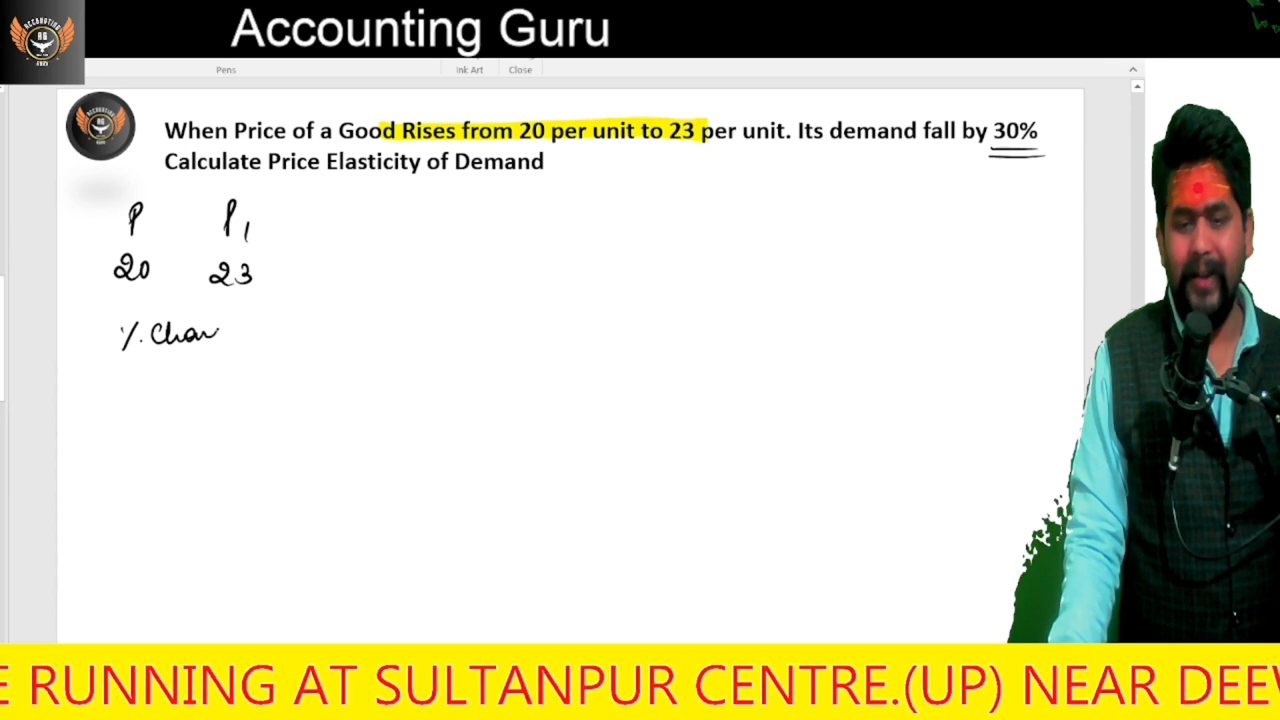 Accounting Guru
Pens
Ink Art
Close
When Price of a Good Rises from 20 per unit to 23 per unit. Its demand fall by 30%
Calculate Price Elasticity of Demand
P P1
20 23
%. Chan
E RUNNING AT SULTANPUR CENTRE.(UP) NEAR DEEW